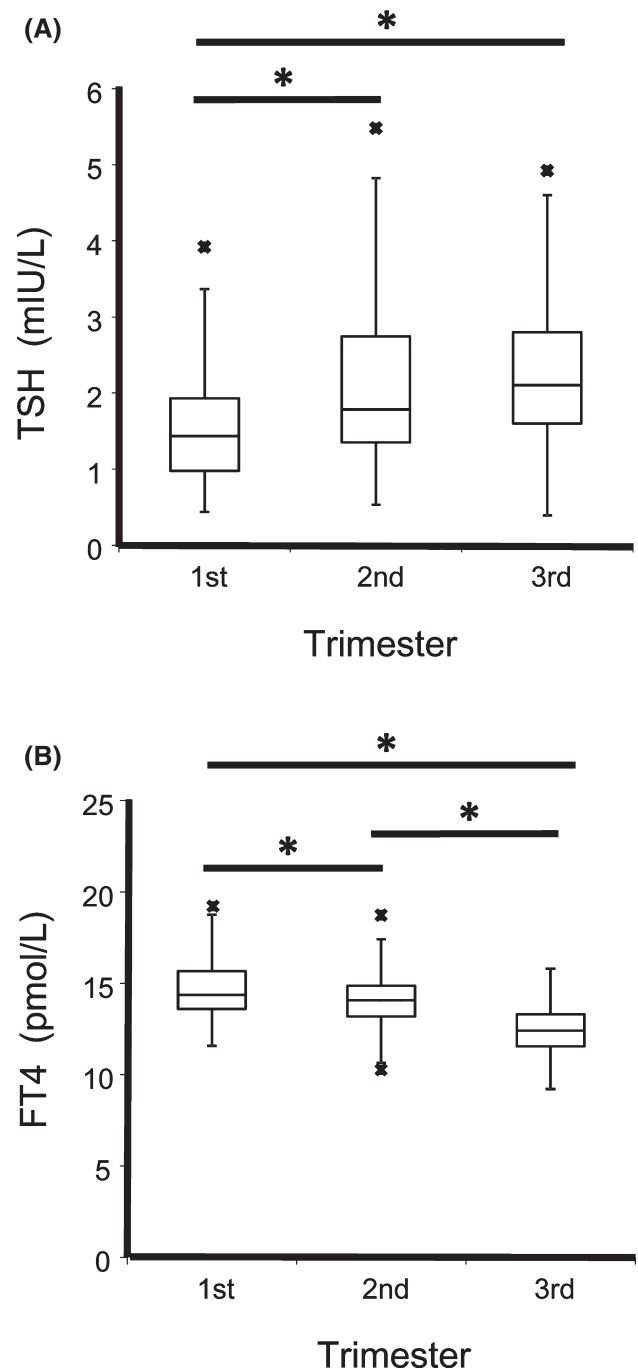 (A)
*
*
6
5
4
3
2
1
0
TSH (mIU/L)
1st 2nd 3rd
Trimester
(B)
*
*
*
25
20
15
10
5
0
FT4 (pmol/L)
1st 2nd 3rd
Trimester